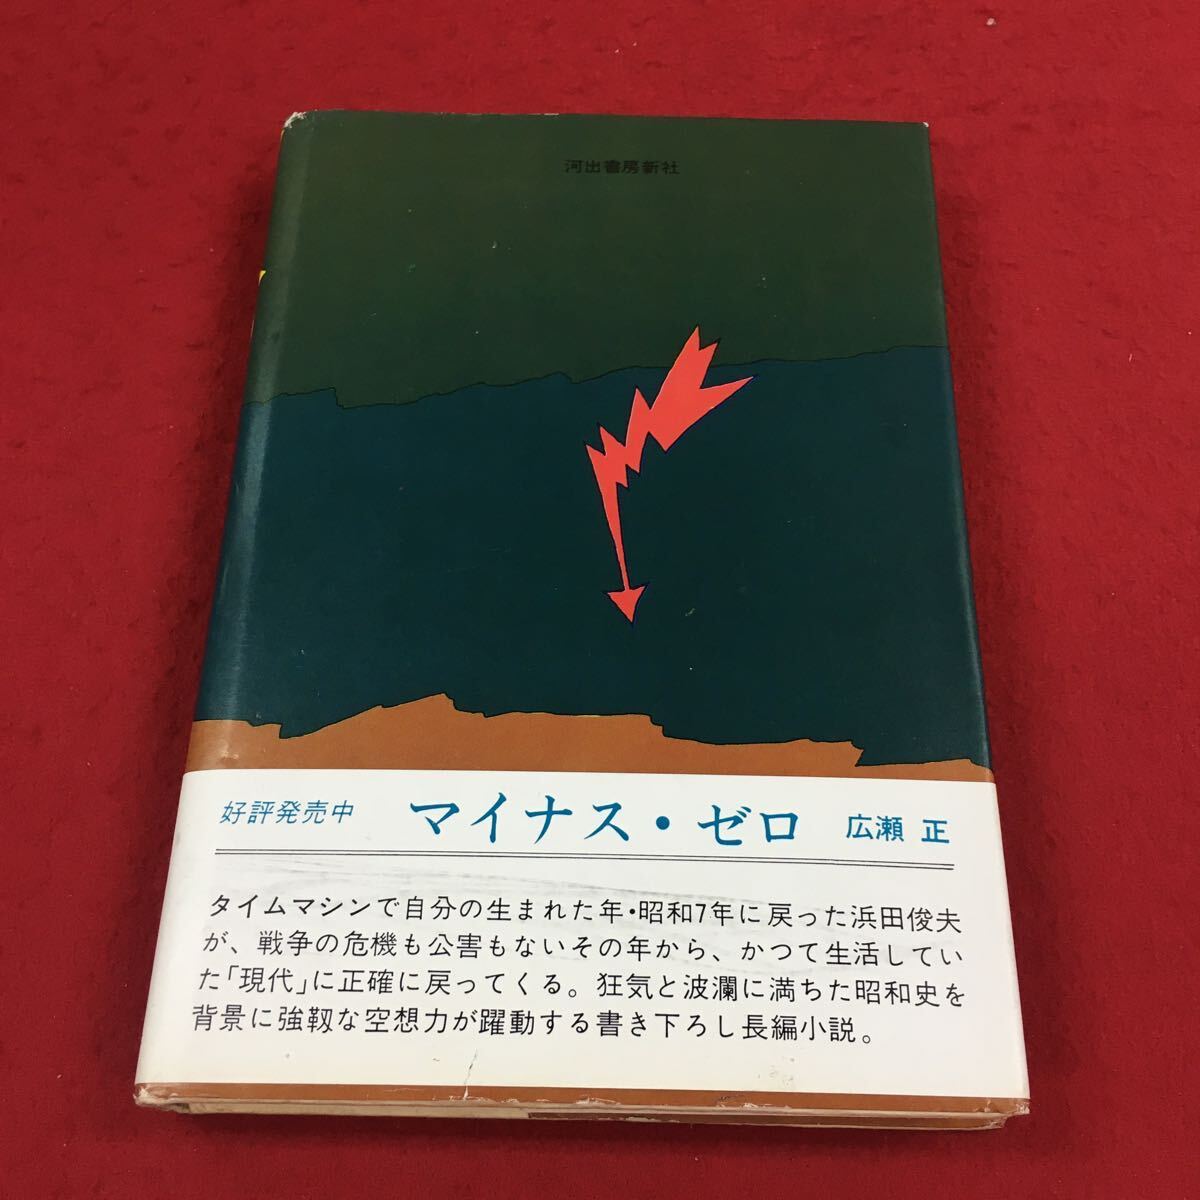 河出書房新社
好評発売中 マイナス・ゼロ 広瀬 正
タイムマシンで自分の生まれた年・昭和7年に戻った浜田俊夫
が、戦争の危機も公害もないその年から、かつて生活してい
た「現代」に正確に戻ってくる。狂気と波瀾に満ちた昭和史を
背景に強靱な空想力が躍動する書き下ろし長編小説。